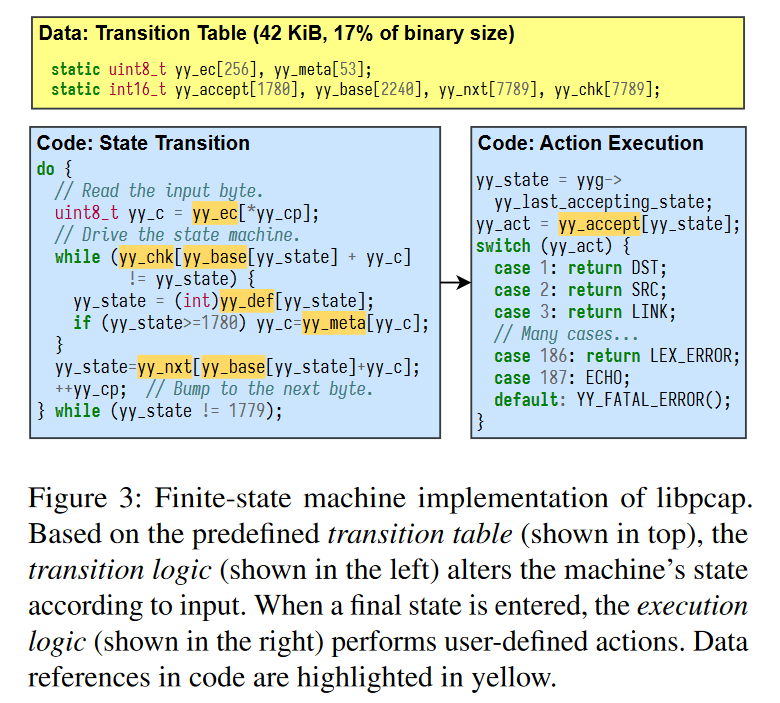 Data: Transition Table (42 KiB, 17% of binary size)
static uint8_t yy_ec[256], yy_meta[53];
static int16_t yy_accept[1780], yy_base[2240], yy_nxt[7789], yy_chk[7789];
Code: State Transition
do {
// Read the input byte.
uint8_t yy_c = yy_ec[*yy_cp];
// Drive the state machine.
while (yy_chk[yy_base[yy_state] + yy_c]
!= yy_state) {
yy_state = (int)yy_def[yy_state];
if (yy_state>=1780) yy_c=yy_meta[yy_c];
}
yy_state=yy_nxt[yy_base[yy_state]+yy_c];
++yy_cp; // Bump to the next byte.
} while (yy_state != 1779);
Code: Action Execution
yy_state = yyg->
yy_last_accepting_state;
yy_act = yy_accept[yy_state];
switch (yy_act) {
case 1: return DST;
case 2: return SRC;
case 3: return LINK;
// Many cases...
case 186: return LEX_ERROR;
case 187: ECHO;
default: YY_FATAL_ERROR();
}
Figure 3: Finite-state machine implementation of libpcap.
Based on the predefined transition table (shown in top), the
transition logic (shown in the left) alters the machine's state
according to input. When a final state is entered, the execution
logic (shown in the right) performs user-defined actions. Data
references in code are highlighted in yellow.